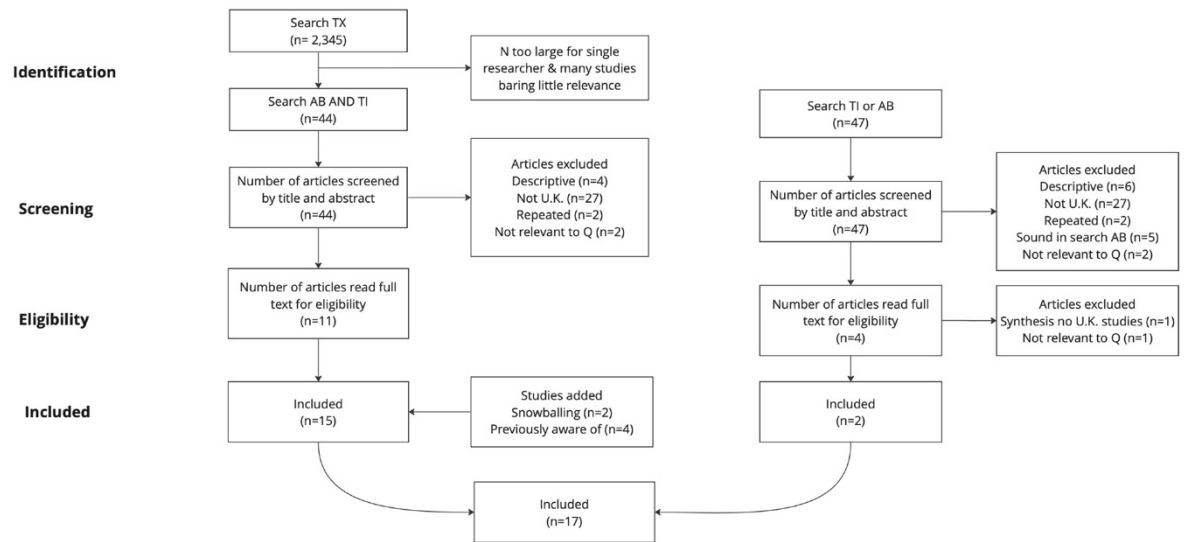 Identification
Search TX
(n= 2,345)
N too large for single
researcher & many studies
baring little relevance
Search AB AND TI
(n=44)
Search TI or AB
(n=47)
Screening
Number of articles screened
by title and abstract
(n=44)
Articles excluded
Descriptive (n=4)
Not U.K. (n=27)
Repeated (n=2)
Not relevant to Q (n=2)
Number of articles screened
by title and abstract
(n=47)
Articles excluded
Descriptive (n=6)
Not U.K. (n=27)
Repeated (n=2)
Sound in search AB (n=5)
Not relevant to Q (n=2)
Eligibility
Number of articles read full
text for eligibility
(n=11)
Number of articles read full
text for eligibility
(n=4)
Articles excluded
Synthesis no U.K. studies (n=1)
Not relevant to Q (n=1)
Included
Included
(n=15)
Studies added
Snowballing (n=2)
Previously aware of (n=4)
Included
(n=2)
Included
(n=17)